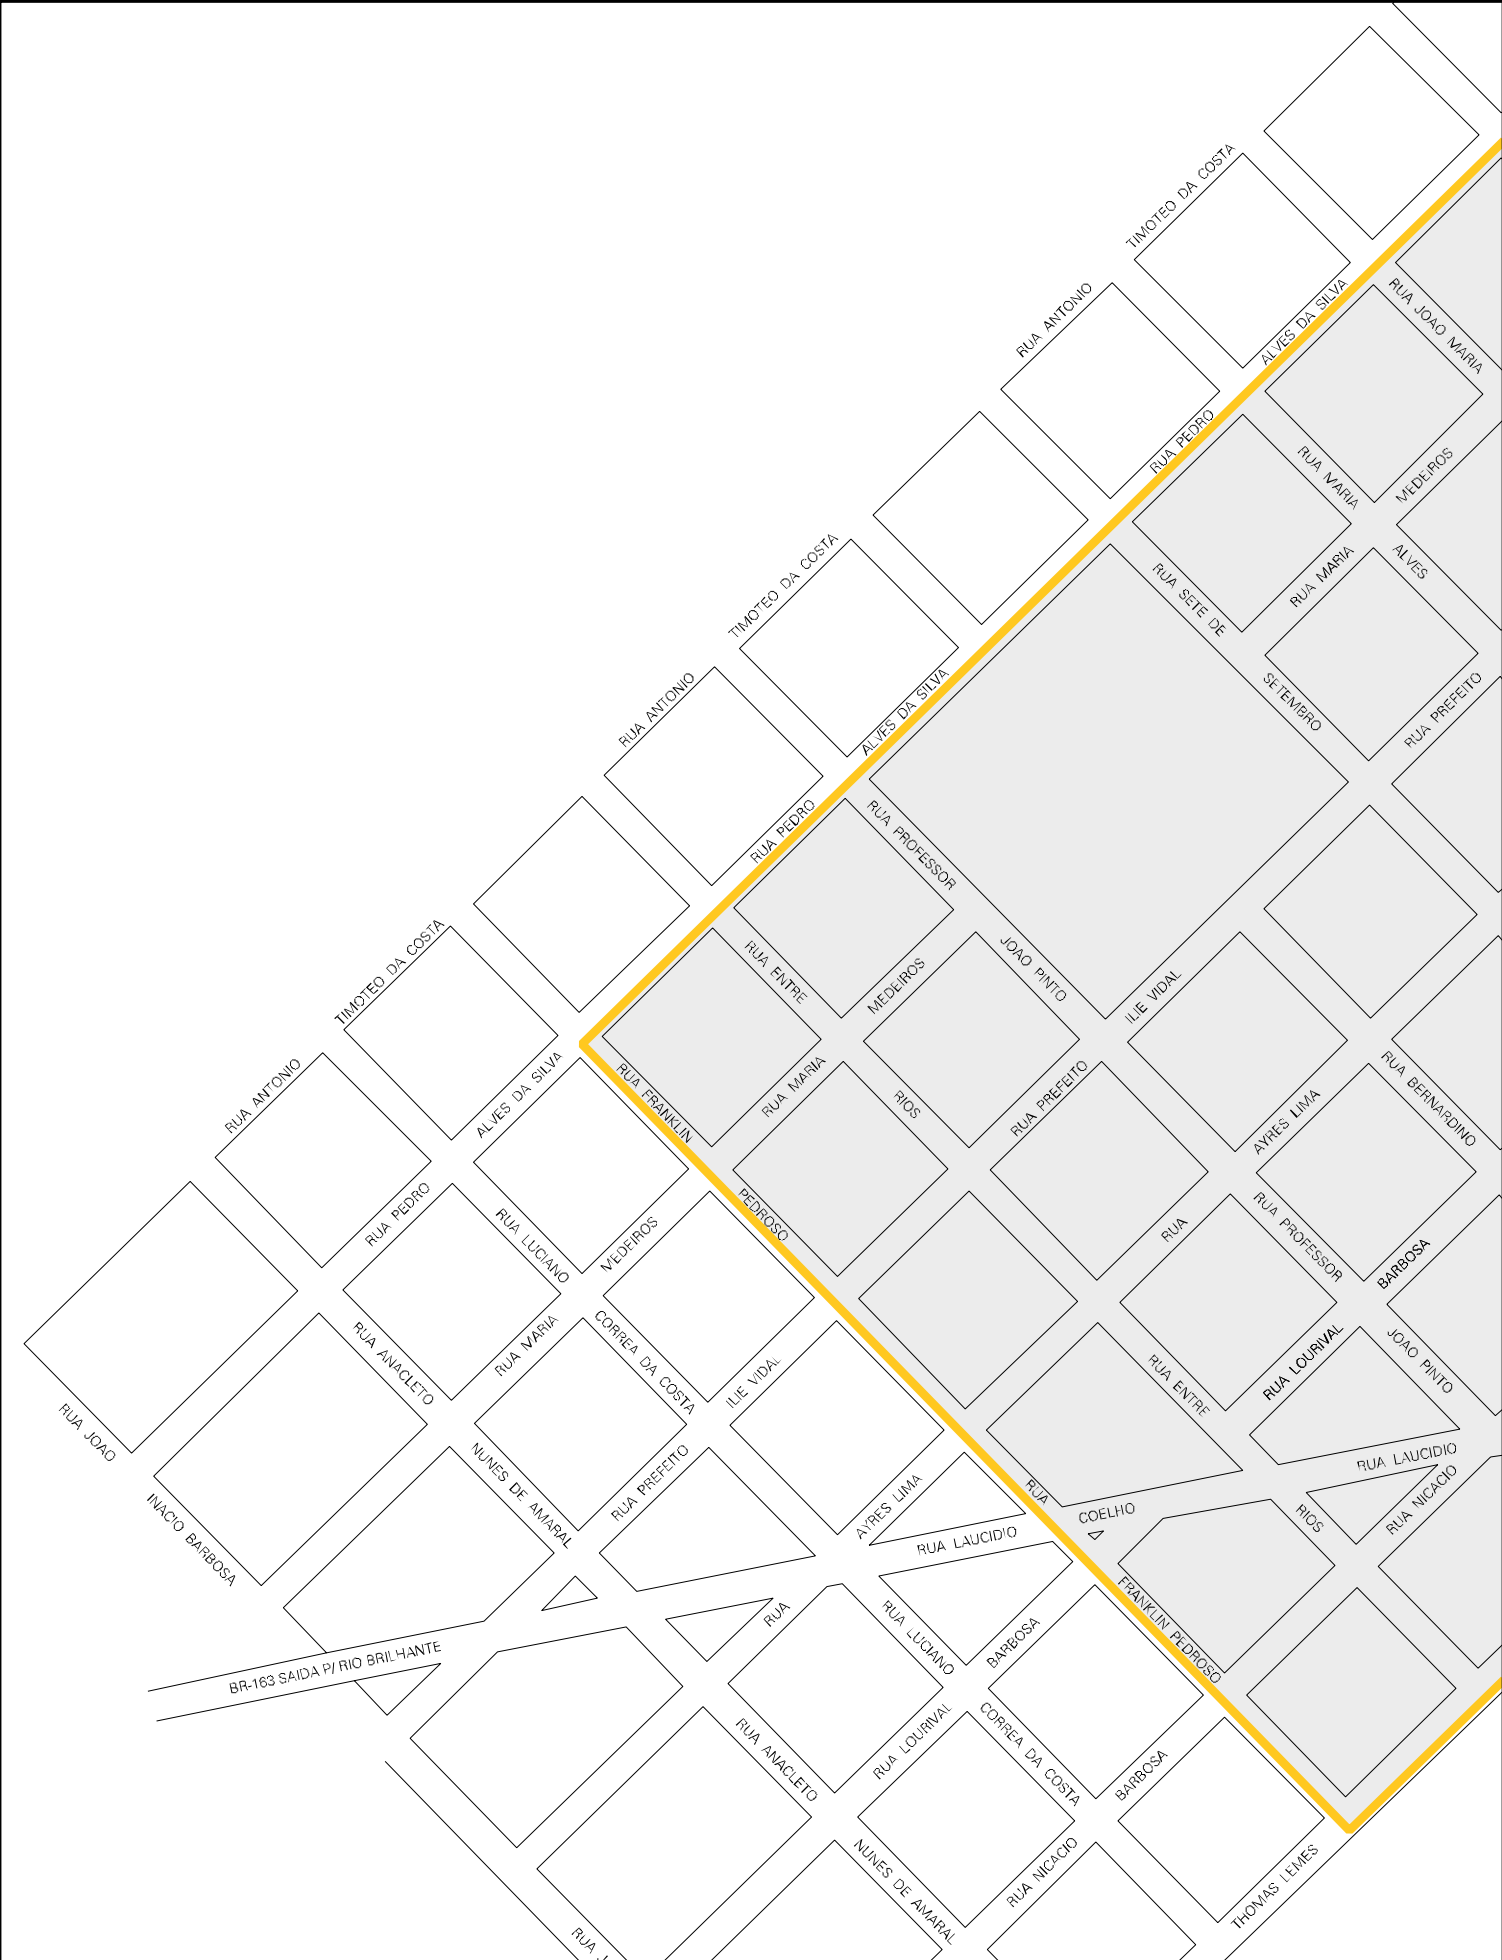 TIMOTEO DA COSTA
RUA ANTONIO
ALVES DA SILVA
RUA JOAO MARIA
RUA PEDRO
RUA MARIA
MEDEIROS
TIMOTEO DA COSTA
RUA MARIA
ALVES
RUA SETE DE
SETEMBRO
RUA PREFEITO
RUA ANTONIO
ALVES DA SILVA
RUA PEDRO
RUA PROFESSOR
JOAO PINTO
TIMOTEO DA COSTA
RUA ENTRE
MEDEIROS
ILIE VIDAL
RUA ANTONIO
ALVES DA SILVA
RUA FRANKLIN
RUA MARIA
RIOS
RUA PREFEITO
AYRES LIMA
RUA BERNARDINO
RUA PEDRO
RUA LUCIANO
MEDEIROS
PEDROSO
RUA
RUA PROFESSOR
BARBOSA
RUA ANACLETO
RUA MARIA
CORREA DA COSTA
ILIE VIDAL
RUA ENTRE
RUA LOURIVAL
JOAO PINTO
RUA JOAO
NUNES DE AMARAL
RUA PREFEITO
AYRES LIMA
RUA
COELHO
RUA LAUCIDIO
RUA NICACIO
RIOS
INACIO BARBOSA
RUA LAUCIDIO
BR-163 SAIDA P/ RIO BRILHANTE
RUA
RUA LUCIANO
BARBOSA
FRANKLIN PEDROSO
RUA ANACLETO
RUA LOURIVAL
CORREA DA COSTA
BARBOSA
NUNES DE AMARAL
RUA NICACIO
THOMAS LEMES
RUA